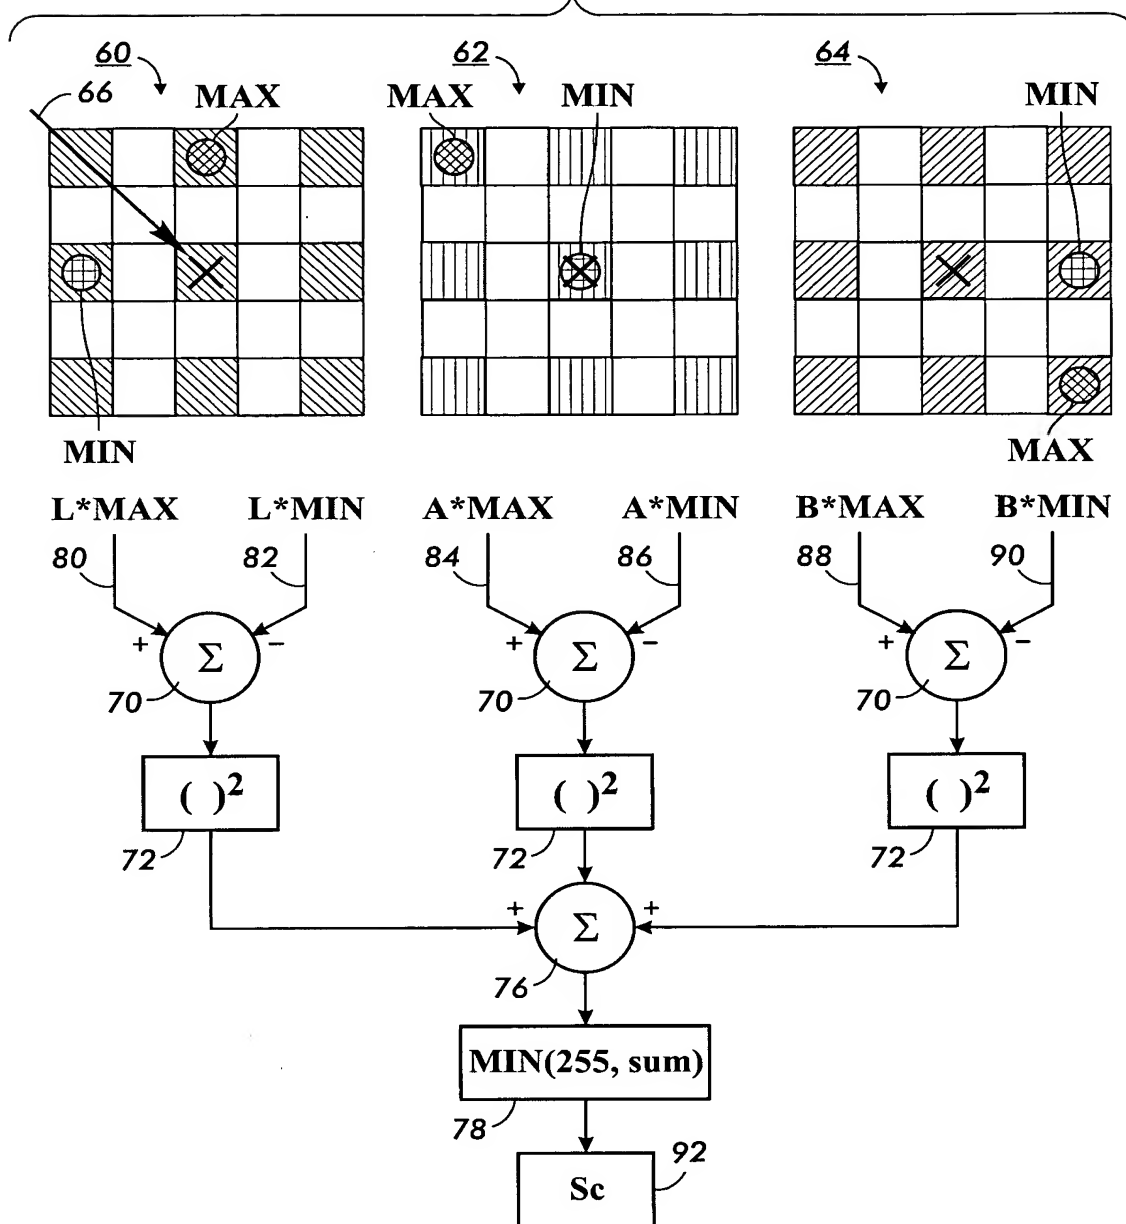 60 62 64
66 MAX MAX MIN MIN
MIN MAX
L*MAX L*MIN A*MAX A*MIN B*MAX B*MIN
80 82 84 86 88 90
+ Σ − + Σ − + Σ −
70 70 70
( )² ( )² ( )²
72 72 72
+ Σ +
76
MIN(255, sum)
78
92
Sc